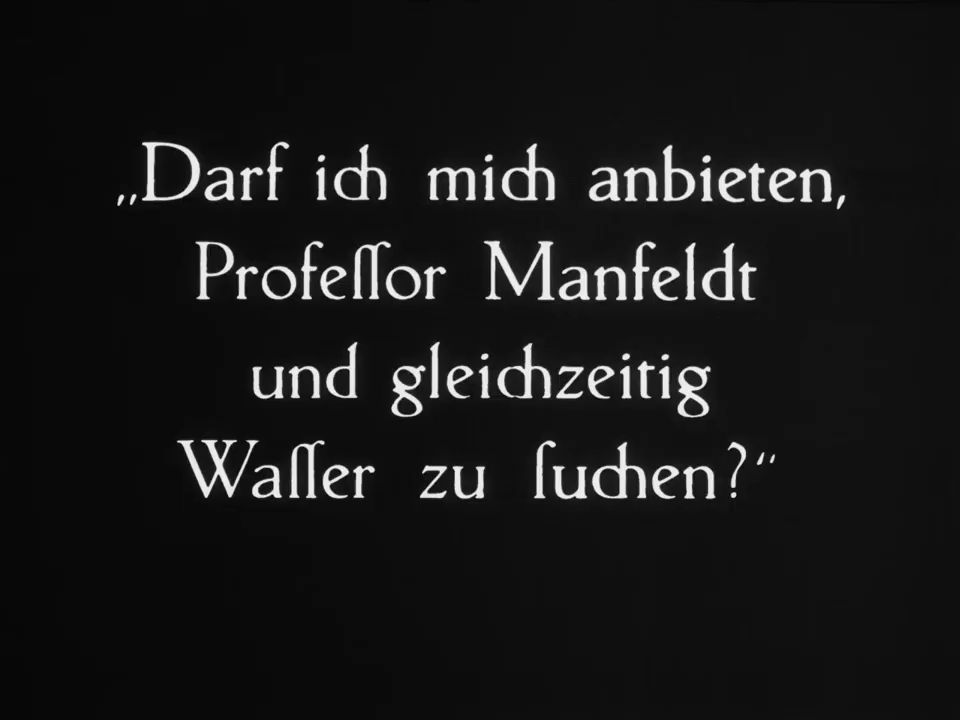 „Darf ich mich anbieten,
Profeſſor Manfeldt
und gleichzeitig
Waſſer zu ſuchen?“